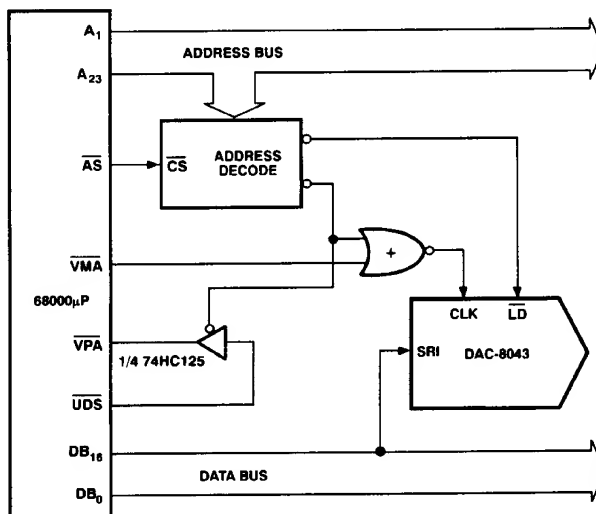 A1
ADDRESS BUS
A23
AS
CS
ADDRESS
DECODE
+
VMA
68000µP
CLK
LD
VPA
1/4 74HC125
SRI
DAC-8043
UDS
DB16
DATA BUS
DB0